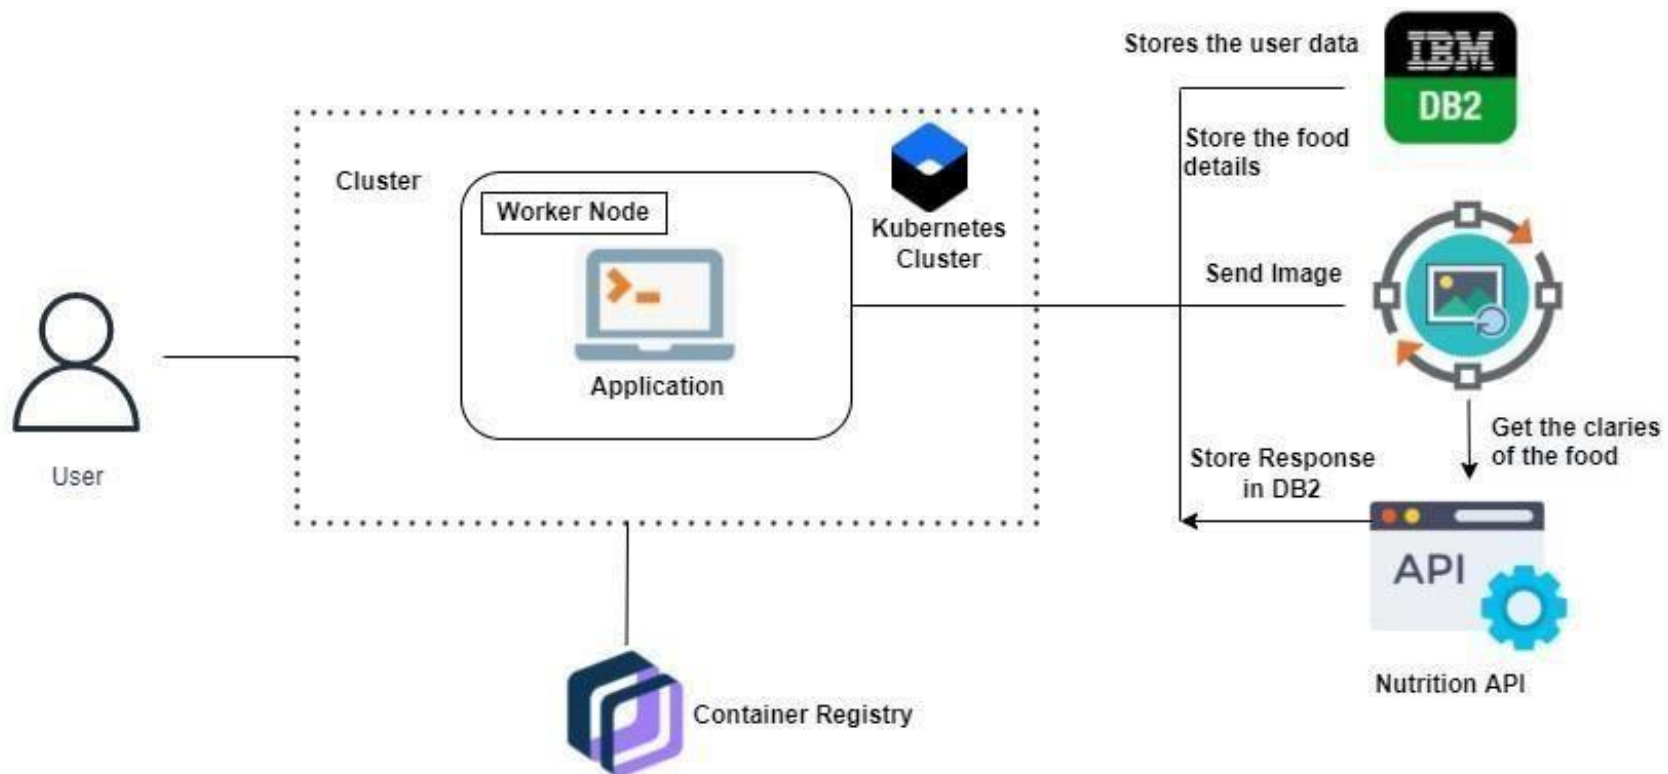 Stores the user data
IBM
DB2
Store the food
details
Cluster
Worker Node
Kubernetes
Cluster
Send Image
Application
User
Get the claries
of the food
Store Response
in DB2
API
Nutrition API
Container Registry